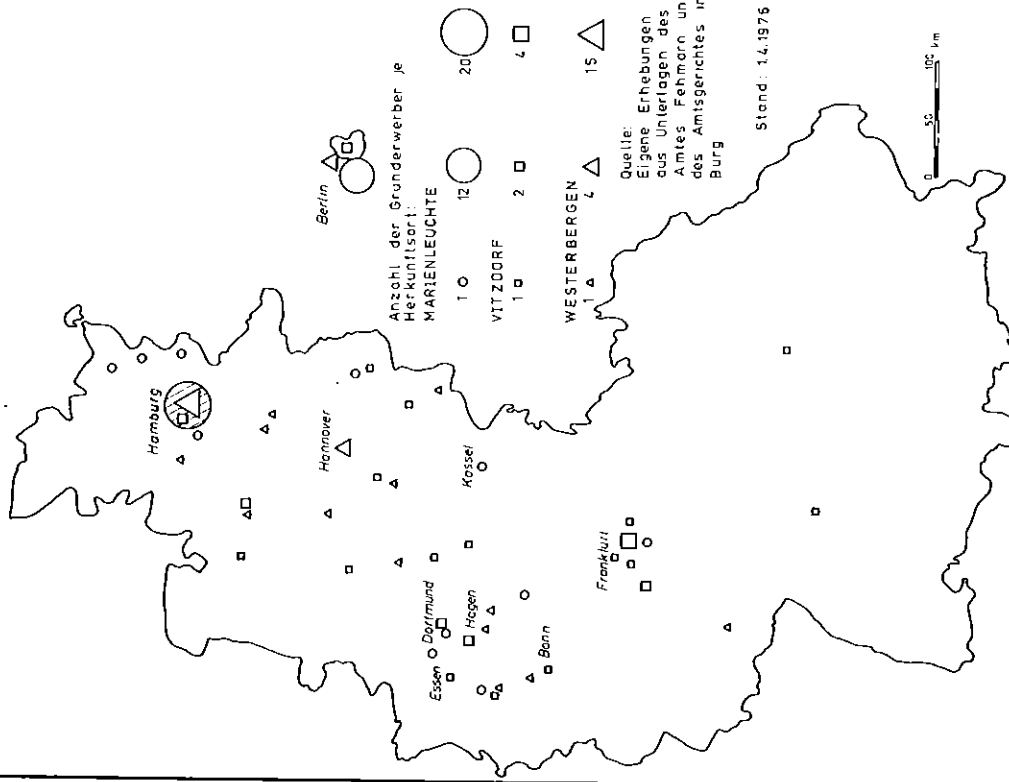 Hamburg
Berlin
Hannover
Kassel
Essen
Dortmund
Hagen
Bonn
Frankfurt
Anzahl der Grunderwerber je
Herkunftsort:
MARIENLEUCHTE
1 12 20
VITZDORF
1 2 4
WESTERBERGEN
1 4 15
Quelle:
Eigene Erhebungen
aus Unterlagen des
Amtes Fehmarn un
des Amtsgerichtes in
Burg
Stand: 1.4.1976
0 50 100 km